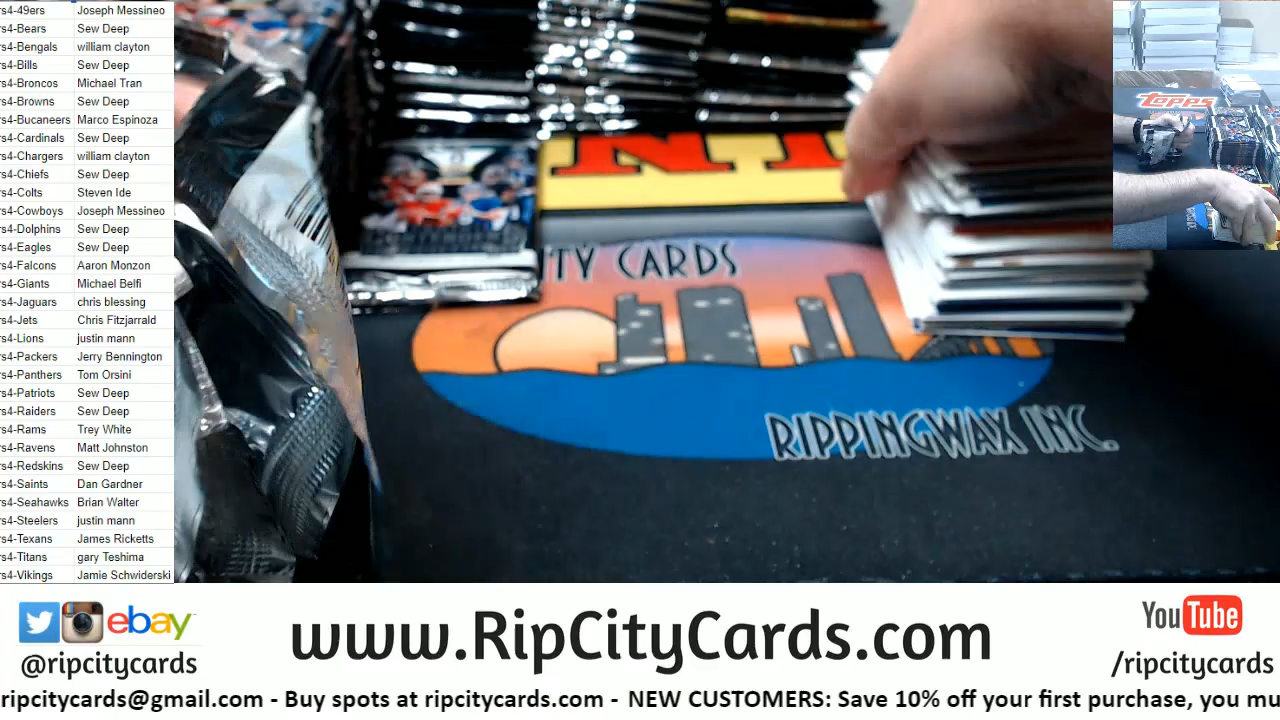 rs4-49ers Joseph Messineo
rs4-Bears Sew Deep
rs4-Bengals william clayton
rs4-Bills Sew Deep
rs4-Broncos Michael Tran
rs4-Browns Sew Deep
rs4-Bucaneers Marco Espinoza
rs4-Cardinals Sew Deep
rs4-Chargers william clayton
rs4-Chiefs Sew Deep
rs4-Colts Steven Ide
rs4-Cowboys Joseph Messineo
rs4-Dolphins Sew Deep
rs4-Eagles Sew Deep
rs4-Falcons Aaron Monzon
rs4-Giants Michael Belfi
rs4-Jaguars chris blessing
rs4-Jets Chris Fitzjarrald
rs4-Lions justin mann
rs4-Packers Jerry Bennington
rs4-Panthers Tom Orsini
rs4-Patriots Sew Deep
rs4-Raiders Sew Deep
rs4-Rams Trey White
rs4-Ravens Matt Johnston
rs4-Redskins Sew Deep
rs4-Saints Dan Gardner
rs4-Seahawks Brian Walter
rs4-Steelers justin mann
rs4-Texans James Ricketts
rs4-Titans gary Teshima
rs4-Vikings Jamie Schwiderski
NI
TY CARDS
RIPPINGWAX INC.
topps
ebay
@ripcitycards
www.RipCityCards.com
YouTube
/ripcitycards
ripcitycards@gmail.com - Buy spots at ripcitycards.com - NEW CUSTOMERS: Save 10% off your first purchase, you mu